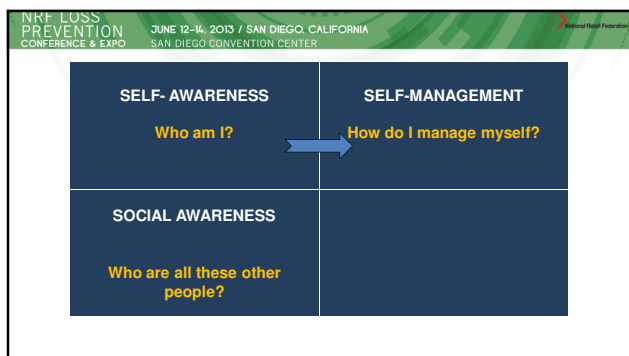 NRF LOSS
PREVENTION
CONFERENCE & EXPO
JUNE 12-14, 2013 / SAN DIEGO, CALIFORNIA
SAN DIEGO CONVENTION CENTER
National Retail Federation
SELF- AWARENESS
Who am I?
SELF-MANAGEMENT
How do I manage myself?
SOCIAL AWARENESS
Who are all these other
people?